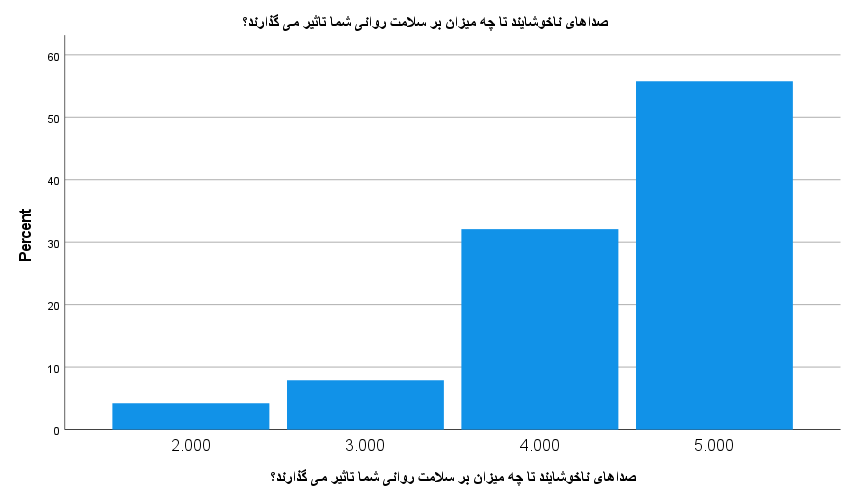 صداهای ناخوشایند تا چه میزان بر سلامت روانی شما تاثیر می گذارند؟
60
50
40
30
20
10
0
Percent
2.000 3.000 4.000 5.000
صداهای ناخوشایند تا چه میزان بر سلامت روانی شما تاثیر می گذارند؟